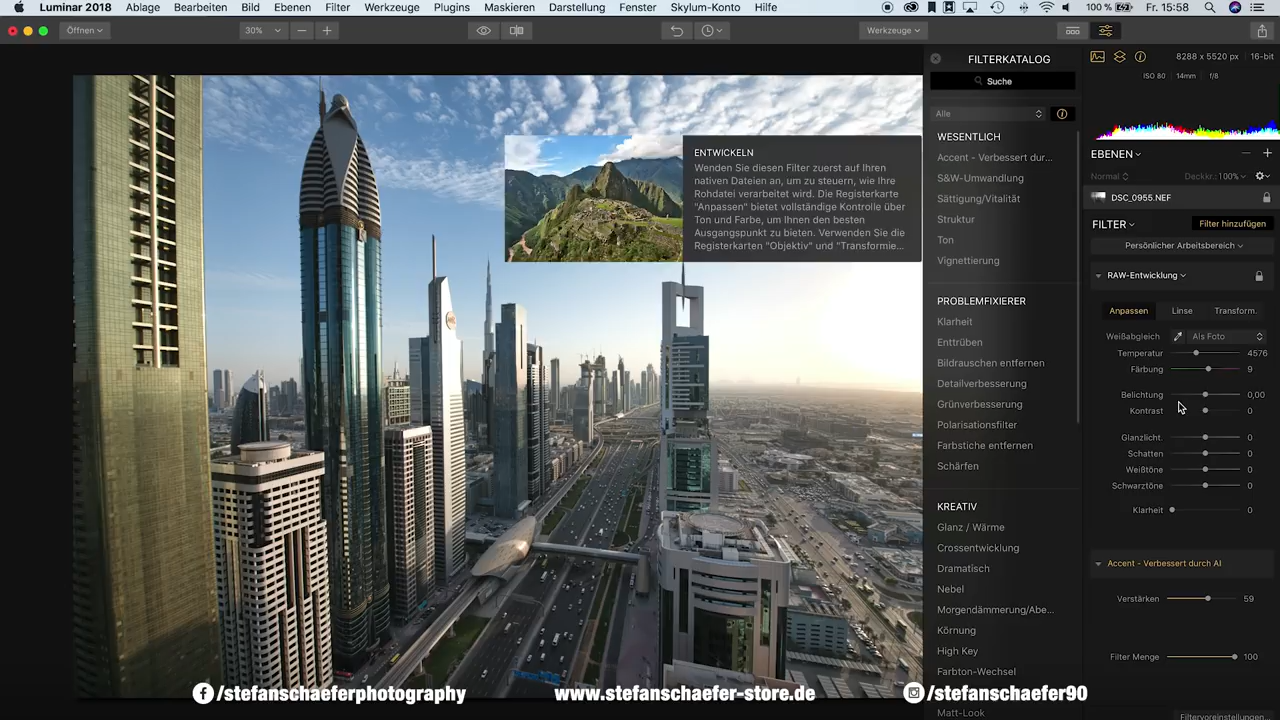 Luminar 2018 Ablage Bearbeiten Bild Ebenen Filter Werkzeuge Plugins Maskieren Darstellung Fenster Skylum-Konto Hilfe 100 % Fr. 15:58
Öffnen 30% Werkzeuge
FILTERKATALOG
Suche
Alle
WESENTLICH
Accent - Verbessert dur...
S&W-Umwandlung
Sättigung/Vitalität
Struktur
Ton
Vignettierung
PROBLEMFIXIERER
Klarheit
Enttrüben
Bildrauschen entfernen
Detailverbesserung
Grünverbesserung
Polarisationsfilter
Farbstiche entfernen
Schärfen
KREATIV
Glanz / Wärme
Crossentwicklung
Dramatisch
Nebel
Morgendämmerung/Abe...
Körnung
High Key
Farbton-Wechsel
Matt-Look
ENTWICKELN
Wenden Sie diesen Filter zuerst auf Ihren
nativen Dateien an, um zu steuern, wie Ihre
Rohdatei verarbeitet wird. Die Registerkarte
"Anpassen" bietet vollständige Kontrolle über
Ton und Farbe, um Ihnen den besten
Ausgangspunkt zu bieten. Verwenden Sie die
Registerkarten "Objektiv" und "Transformie...
8288 x 5520 px 16-bit
ISO 80 14mm f/8
EBENEN
Normal Deckkr.: 100%
DSC_0955.NEF
FILTER Filter hinzufügen
Persönlicher Arbeitsbereich
RAW-Entwicklung
Anpassen Linse Transform.
Weißabgleich Als Foto
Temperatur 4576
Färbung 9
Belichtung 0,00
Kontrast 0
Glanzlicht. 0
Schatten 0
Weißtöne 0
Schwarztöne 0
Klarheit 0
Accent - Verbessert durch AI
Verstärken 59
Filter Menge 100
Filtervoreinstellungen...
/stefanschaeferphotography www.stefanschaefer-store.de /stefanschaefer90